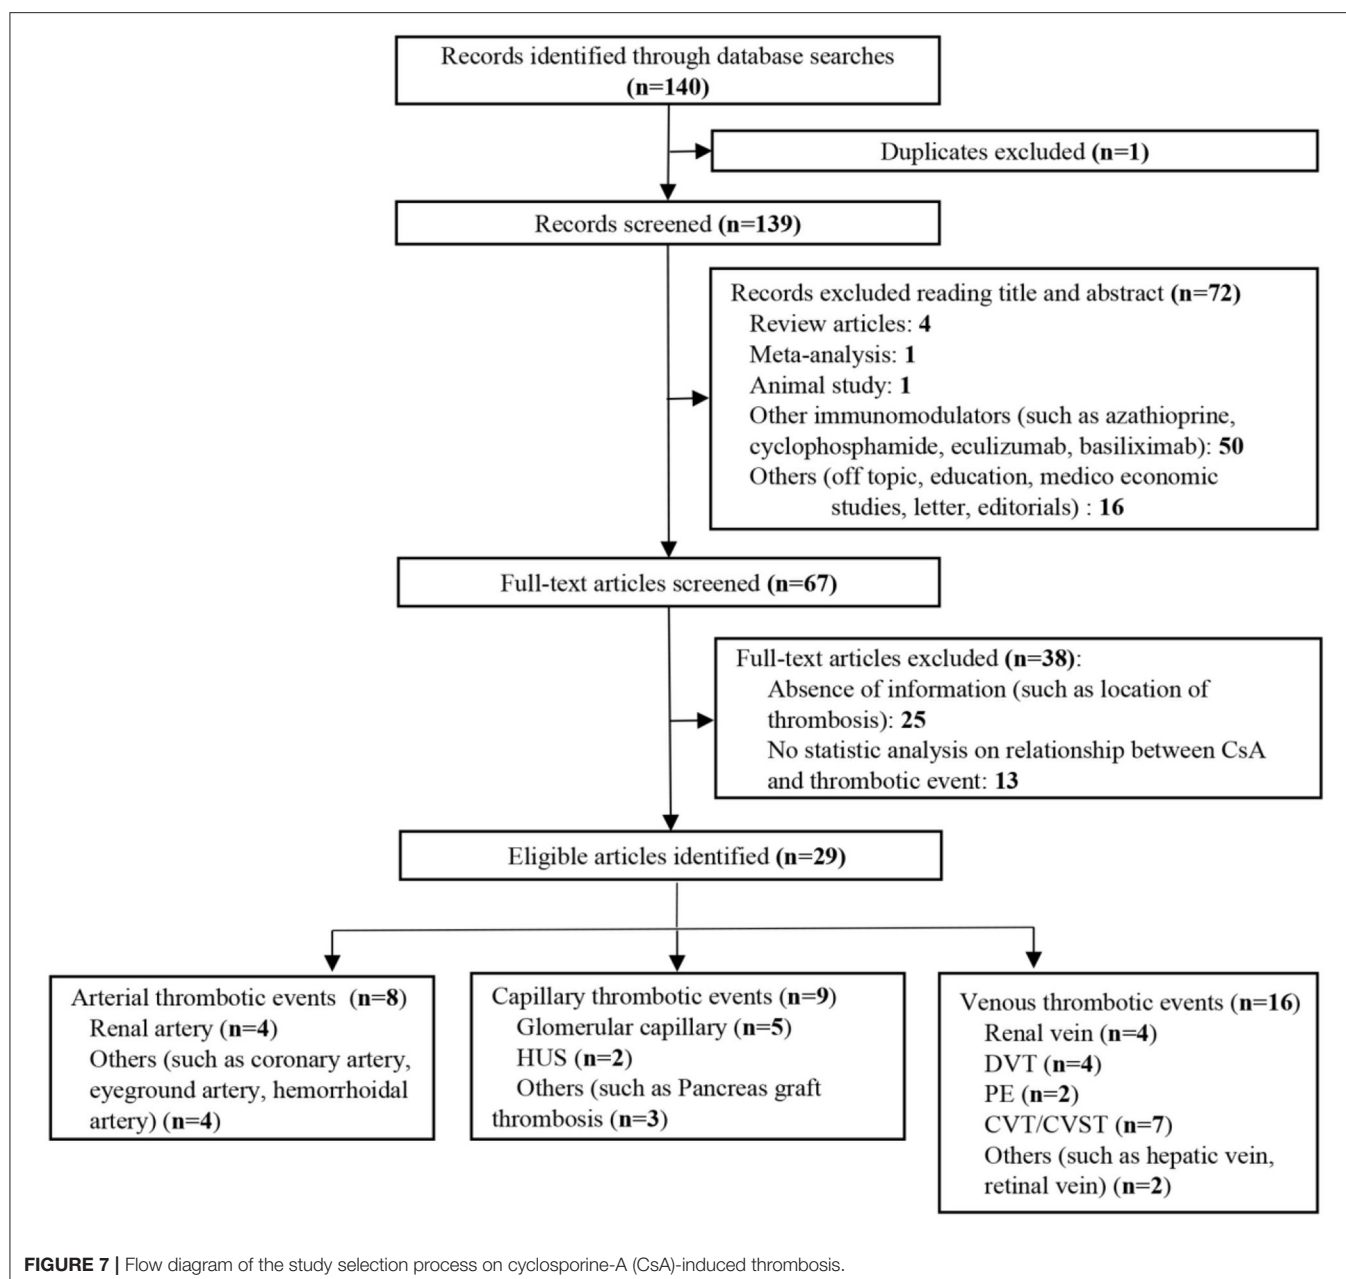 Records identified through database searches
(n=140)
Duplicates excluded (n=1)
Records screened (n=139)
Records excluded reading title and abstract (n=72)
Review articles: 4
Meta-analysis: 1
Animal study: 1
Other immunomodulators (such as azathioprine,
cyclophosphamide, eculizumab, basiliximab): 50
Others (off topic, education, medico economic
studies, letter, editorials) : 16
Full-text articles screened (n=67)
Full-text articles excluded (n=38):
Absence of information (such as location of
thrombosis): 25
No statistic analysis on relationship between CsA
and thrombotic event: 13
Eligible articles identified (n=29)
Arterial thrombotic events (n=8)
Renal artery (n=4)
Others (such as coronary artery,
eyeground artery, hemorrhoidal
artery) (n=4)
Capillary thrombotic events (n=9)
Glomerular capillary (n=5)
HUS (n=2)
Others (such as Pancreas graft
thrombosis (n=3)
Venous thrombotic events (n=16)
Renal vein (n=4)
DVT (n=4)
PE (n=2)
CVT/CVST (n=7)
Others (such as hepatic vein,
retinal vein) (n=2)
FIGURE 7 | Flow diagram of the study selection process on cyclosporine-A (CsA)-induced thrombosis.